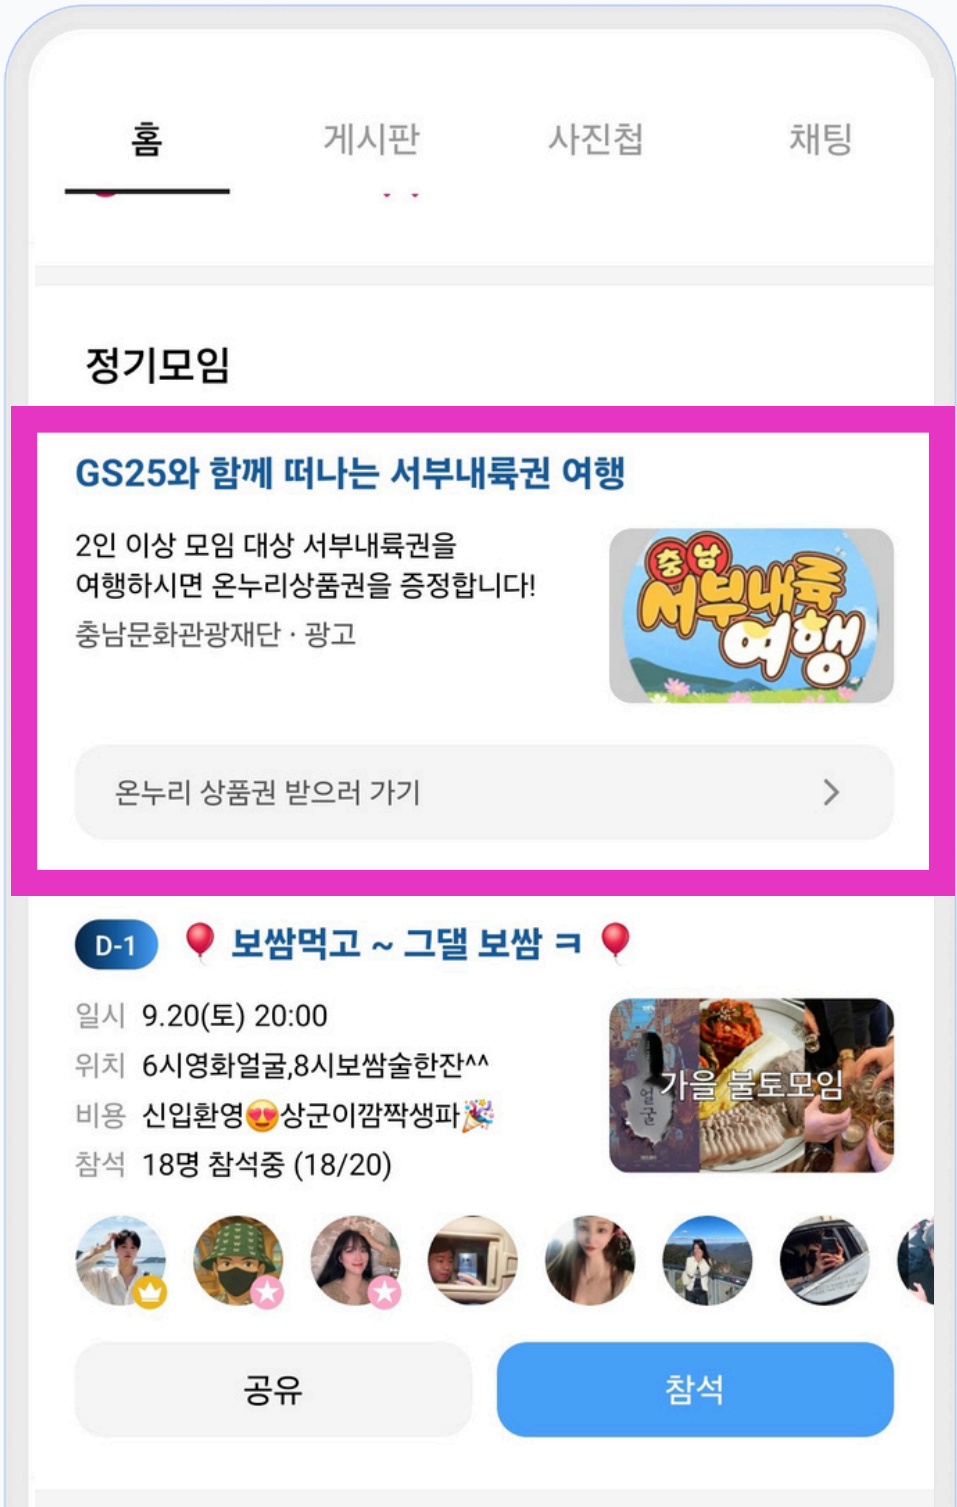 홈 게시판 사진첩 채팅
정기모임
GS25와 함께 떠나는 서부내륙권 여행
2인 이상 모임 대상 서부내륙권을
여행하시면 온누리상품권을 증정합니다!
충남문화관광재단 · 광고
충남
서부내륙
여행
온누리 상품권 받으러 가기
D-1 🎈 보쌈먹고 ~ 그댈 보쌈 ㅋ 🎈
일시 9.20(토) 20:00
위치 6시영화얼굴,8시보쌈술한잔^^
비용 신입환영😍상군이깜짝생파🎉
참석 18명 참석중 (18/20)
가을 불토모임
얼굴
공유 참석